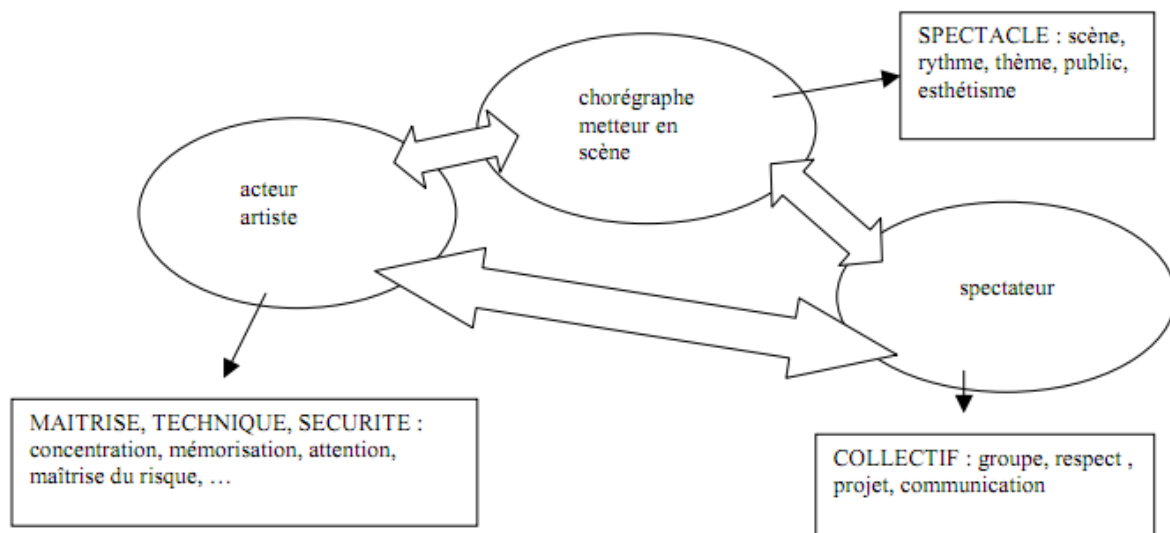 SPECTACLE : scène,
rythme, thème, public,
esthétisme
chorégraphe
metteur en
scène
acteur
artiste
spectateur
MAITRISE, TECHNIQUE, SECURITE :
concentration, mémorisation, attention,
maîtrise du risque, …
COLLECTIF : groupe, respect ,
projet, communication